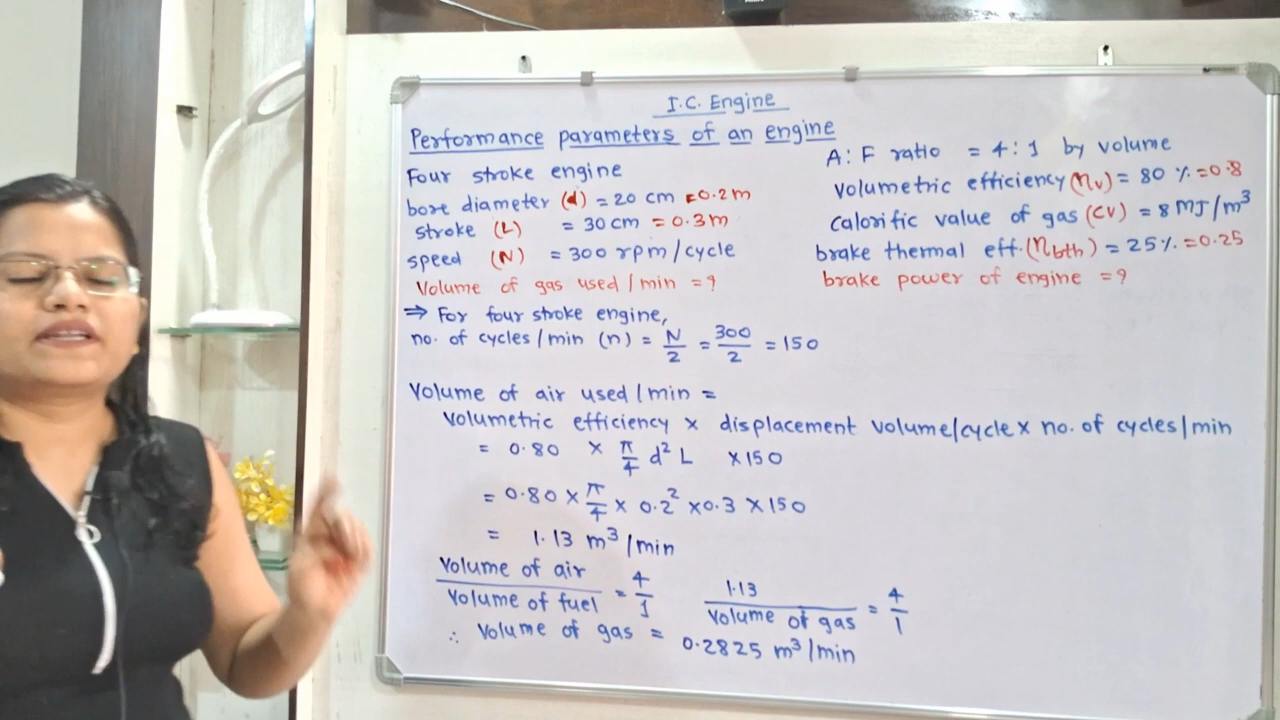 I.C. Engine
Performance parameters of an engine
Four stroke engine
bore diameter (d) = 20 cm = 0.2 m
stroke (L) = 30 cm = 0.3 m
speed (N) = 300 rpm/cycle
Volume of gas used / min = ?
A : F ratio = 4 : 1 by volume
volumetric efficiency (ηv) = 80 % = 0.8
calorific value of gas (CV) = 8 MJ/m³
brake thermal eff. (ηbth) = 25 % = 0.25
brake power of engine = ?
⇒ For four stroke engine,
no. of cycles / min (n) = N/2 = 300/2 = 150
Volume of air used / min =
volumetric efficiency × displacement volume/cycle × no. of cycles / min
= 0.80 × π/4 d² L × 150
= 0.80 × π/4 × 0.2² × 0.3 × 150
= 1.13 m³/min
Volume of air / Volume of fuel = 4/1
1.13 / Volume of gas = 4/1
∴ Volume of gas = 0.2825 m³/min